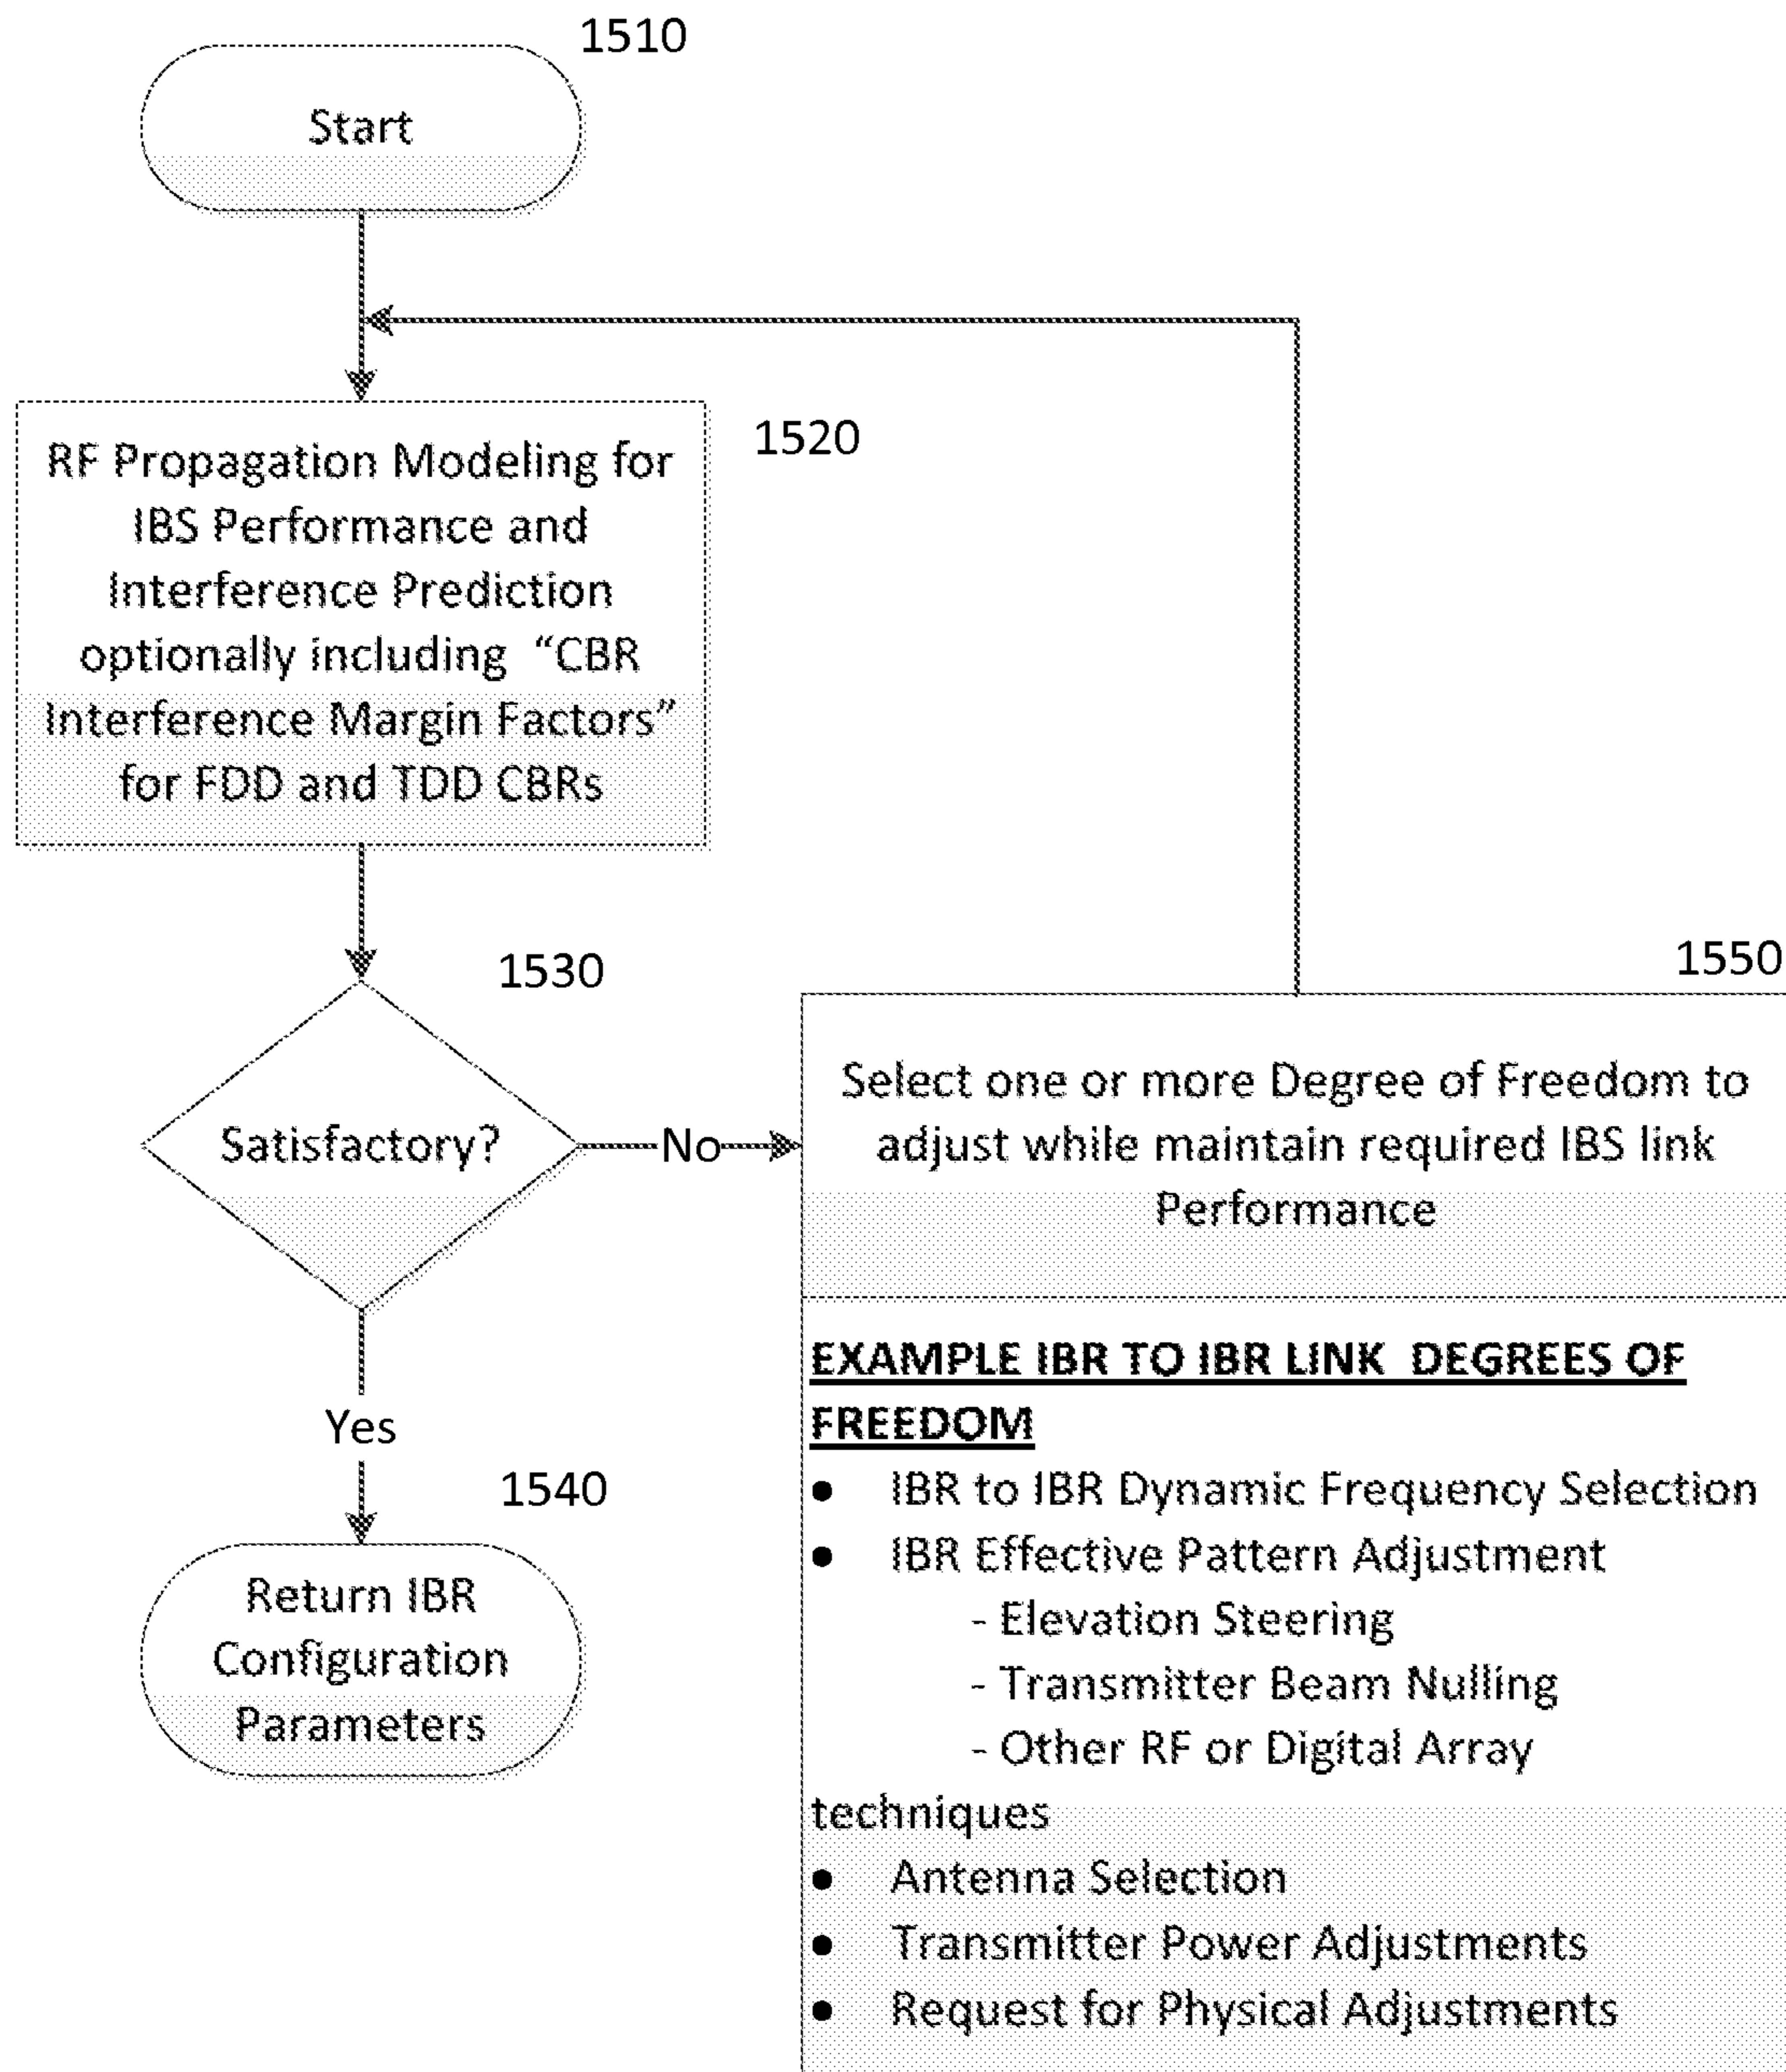 1510
Start
1520
RF Propagation Modeling for
IBS Performance and
Interference Prediction
optionally including “CBR
Interference Margin Factors”
for FDD and TDD CBRs
1530
Satisfactory?
No
Yes
1540
Return IBR
Configuration
Parameters
1550
Select one or more Degree of Freedom to
adjust while maintain required IBS link
Performance
EXAMPLE IBR TO IBR LINK DEGREES OF
FREEDOM
● IBR to IBR Dynamic Frequency Selection
● IBR Effective Pattern Adjustment
- Elevation Steering
- Transmitter Beam Nulling
- Other RF or Digital Array
techniques
● Antenna Selection
● Transmitter Power Adjustments
● Request for Physical Adjustments